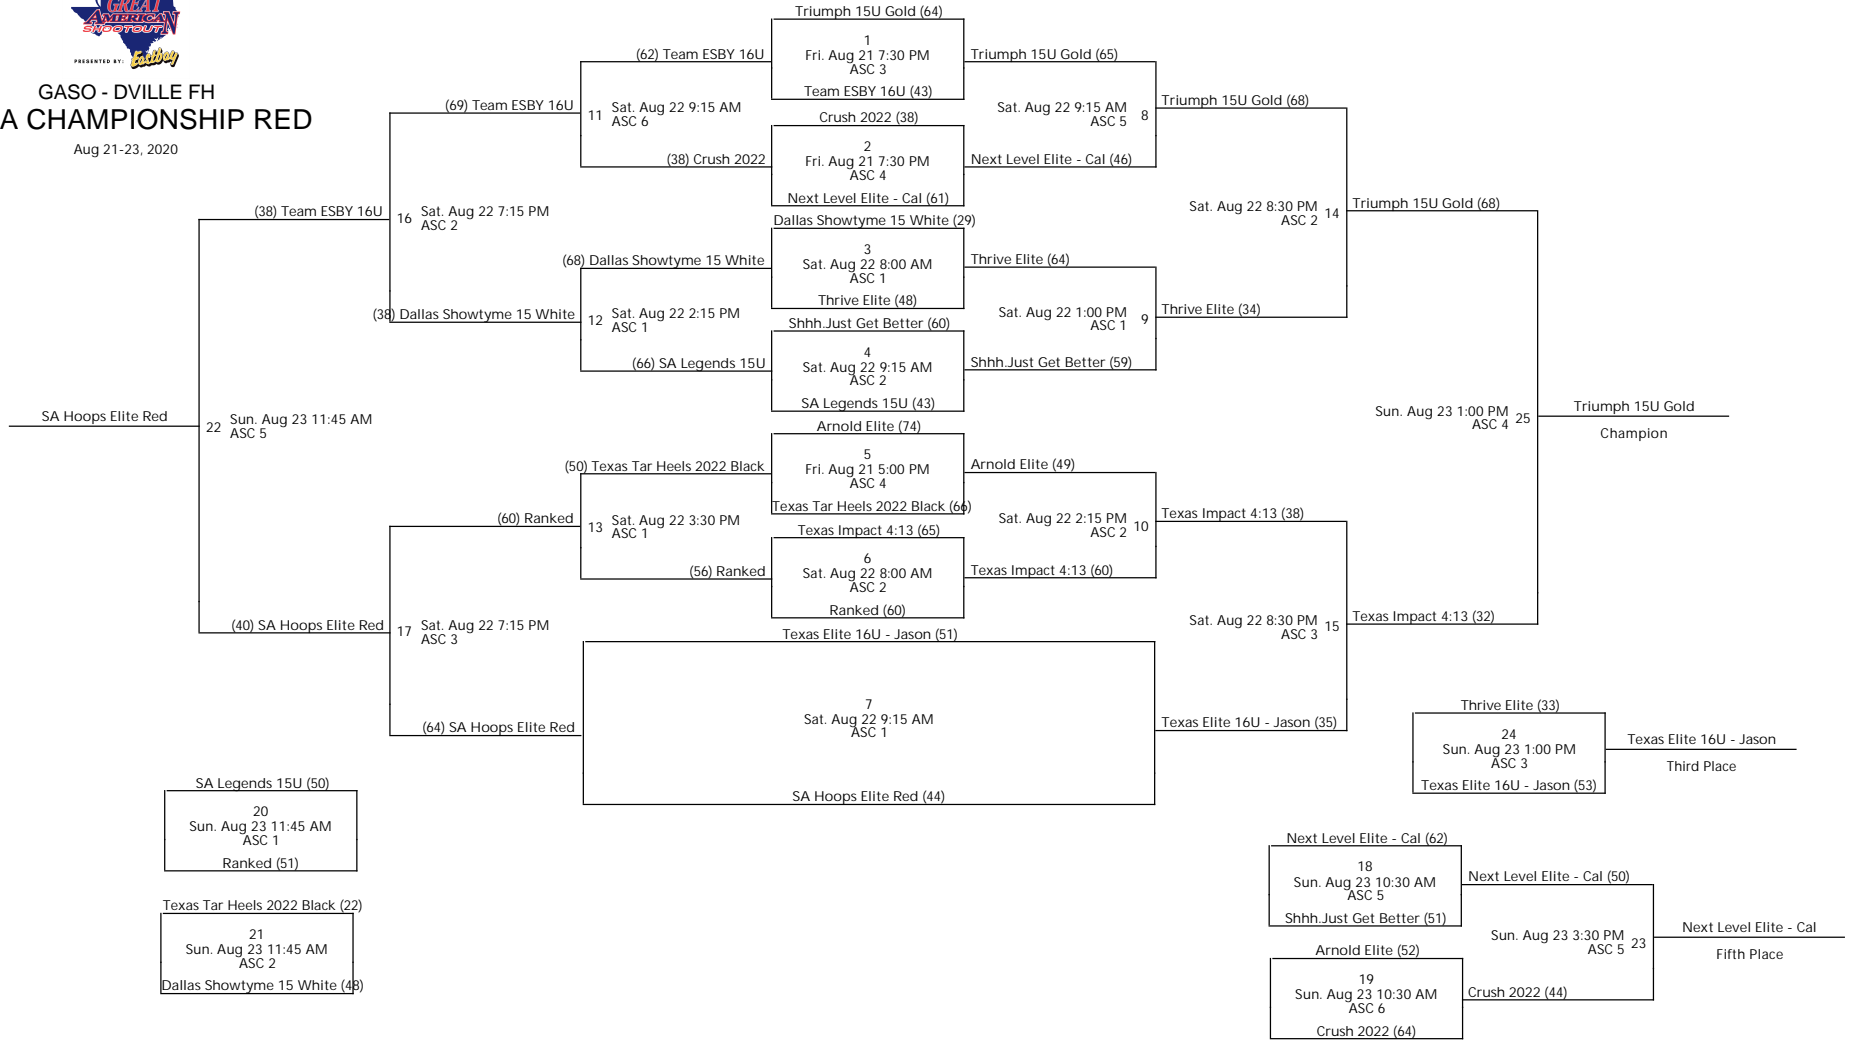 GREAT
AMERICAN
SHOOTOUT
PRESENTED BY: Eastbay
GASO - DVILLE FH
A CHAMPIONSHIP RED
Aug 21-23, 2020
Triumph 15U Gold (64)
1
Fri. Aug 21 7:30 PM
ASC 3
Team ESBY 16U (43)
Crush 2022 (38)
2
Fri. Aug 21 7:30 PM
ASC 4
Next Level Elite - Cal (61)
Dallas Showtyme 15 White (29)
3
Sat. Aug 22 8:00 AM
ASC 1
Thrive Elite (48)
Shhh.Just Get Better (60)
4
Sat. Aug 22 9:15 AM
ASC 2
SA Legends 15U (43)
Arnold Elite (74)
5
Fri. Aug 21 5:00 PM
ASC 4
Texas Tar Heels 2022 Black (66)
Texas Impact 4:13 (65)
6
Sat. Aug 22 8:00 AM
ASC 2
Ranked (60)
Texas Elite 16U - Jason (51)
7
Sat. Aug 22 9:15 AM
ASC 1
SA Hoops Elite Red (44)
(62) Team ESBY 16U
11 Sat. Aug 22 9:15 AM
ASC 6
(38) Crush 2022
(68) Dallas Showtyme 15 White
12 Sat. Aug 22 2:15 PM
ASC 1
(66) SA Legends 15U
(50) Texas Tar Heels 2022 Black
13 Sat. Aug 22 3:30 PM
ASC 1
(56) Ranked
(69) Team ESBY 16U
16 Sat. Aug 22 7:15 PM
ASC 2
(38) Dallas Showtyme 15 White
(60) Ranked
17 Sat. Aug 22 7:15 PM
ASC 3
(64) SA Hoops Elite Red
(38) Team ESBY 16U
22 Sun. Aug 23 11:45 AM
ASC 5
(40) SA Hoops Elite Red
SA Hoops Elite Red
Triumph 15U Gold (65)
Sat. Aug 22 9:15 AM
ASC 5 8
Next Level Elite - Cal (46)
Thrive Elite (64)
Sat. Aug 22 1:00 PM
ASC 1 9
Shhh.Just Get Better (59)
Arnold Elite (49)
Sat. Aug 22 2:15 PM
ASC 2 10
Texas Impact 4:13 (60)
Triumph 15U Gold (68)
Sat. Aug 22 8:30 PM
ASC 2 14
Thrive Elite (34)
Texas Impact 4:13 (38)
Sat. Aug 22 8:30 PM
ASC 3 15
Texas Elite 16U - Jason (35)
Triumph 15U Gold (68)
Sun. Aug 23 1:00 PM
ASC 4 25
Texas Impact 4:13 (32)
Triumph 15U Gold
Champion
Thrive Elite (33)
24
Sun. Aug 23 1:00 PM
ASC 3
Texas Elite 16U - Jason (53)
Texas Elite 16U - Jason
Third Place
SA Legends 15U (50)
20
Sun. Aug 23 11:45 AM
ASC 1
Ranked (51)
Texas Tar Heels 2022 Black (22)
21
Sun. Aug 23 11:45 AM
ASC 2
Dallas Showtyme 15 White (48)
Next Level Elite - Cal (62)
18
Sun. Aug 23 10:30 AM
ASC 5
Shhh.Just Get Better (51)
Arnold Elite (52)
19
Sun. Aug 23 10:30 AM
ASC 6
Crush 2022 (64)
Next Level Elite - Cal (50)
Sun. Aug 23 3:30 PM
ASC 5 23
Crush 2022 (44)
Next Level Elite - Cal
Fifth Place